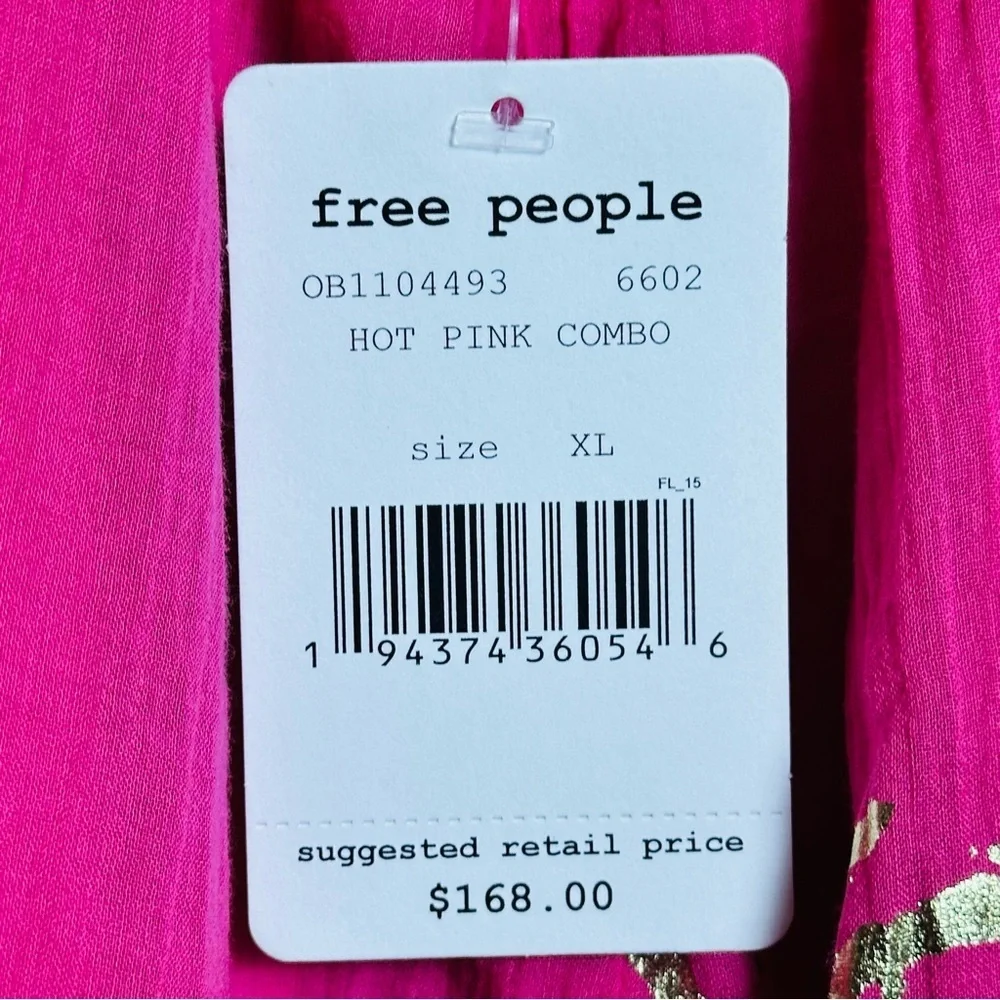 free people
OB1104493 6602
HOT PINK COMBO
size XL
FL_15
1 94374 36054 6
suggested retail price
$168.00